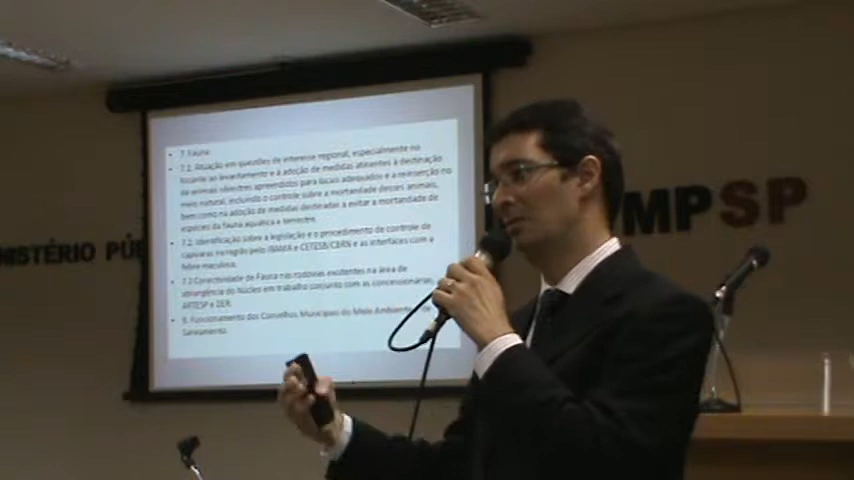 7. Fauna
7.1. Atuação em questões de interesse regional, especialmente no
tocante ao levantamento e à adoção de medidas atinentes à destinação
de animais silvestres apreendidos para locais adequados e a reinserção no
meio natural, incluindo o controle sobre a mortandade desses animais,
bem como na adoção de medidas destinadas a evitar a mortandade de
espécies da fauna aquática e terrestre.
7.2. Identificação sobre a legislação e o procedimento de controle de
capivaras na região pelo IBAMA e CETESB/CBRN e as interfaces com a
febre maculosa.
7.3 Conectividade de Fauna nas rodovias existentes na área de
abrangência do Núcleo em trabalho conjunto com as concessionárias,
ARTESP e DER.
8. Funcionamento dos Conselhos Municipais do Meio Ambiente e de
Saneamento.
NISTÉRIO PÚB
MPSP